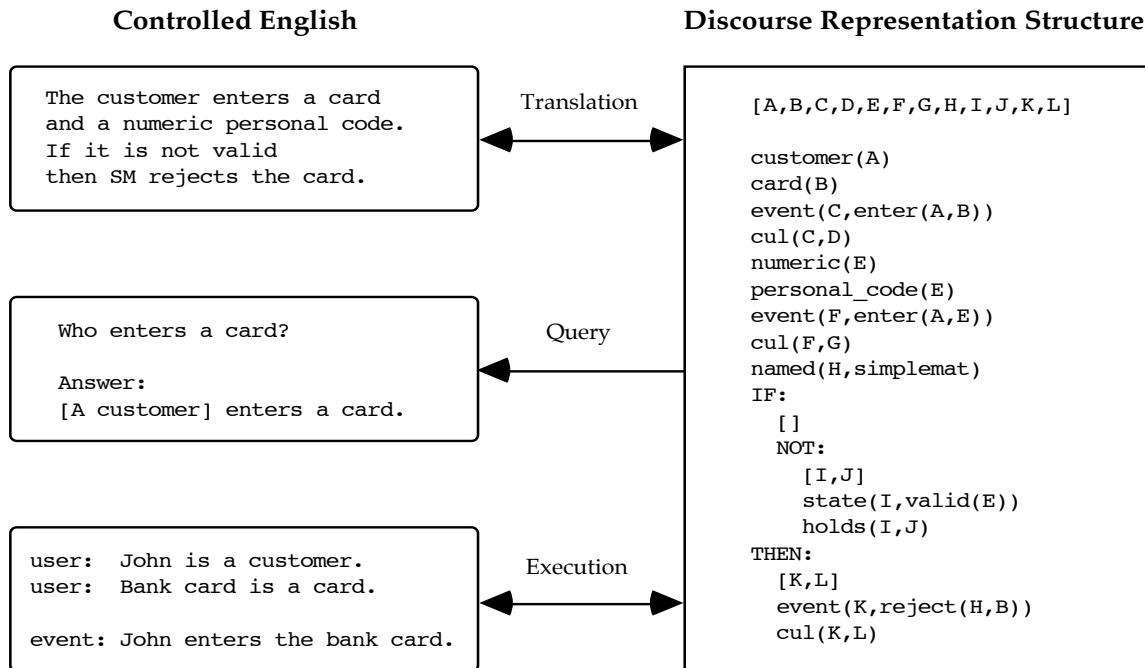 Controlled English
Discourse Representation Structure
The customer enters a card
and a numeric personal code.
If it is not valid
then SM rejects the card.
Translation
Who enters a card?
Answer:
[A customer] enters a card.
Query
user:  John is a customer.
user:  Bank card is a card.
event: John enters the bank card.
Execution
[A,B,C,D,E,F,G,H,I,J,K,L]
customer(A)
card(B)
event(C,enter(A,B))
cul(C,D)
numeric(E)
personal_code(E)
event(F,enter(A,E))
cul(F,G)
named(H,simplemat)
IF:
[]
NOT:
[I,J]
state(I,valid(E))
holds(I,J)
THEN:
[K,L]
event(K,reject(H,B))
cul(K,L)